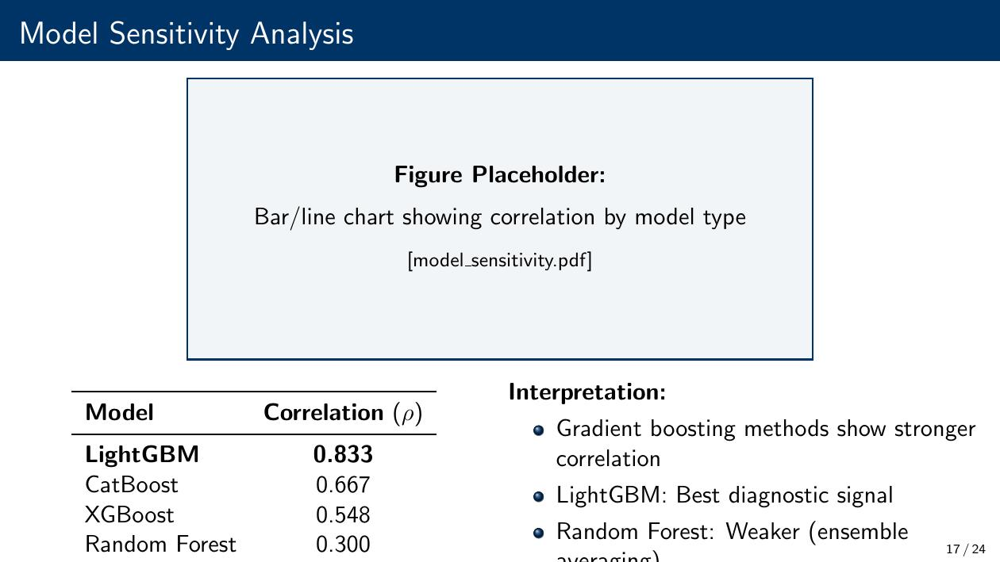 Model Sensitivity Analysis
Figure Placeholder:
Bar/line chart showing correlation by model type
[model_sensitivity.pdf]
Model Correlation (ρ)
LightGBM 0.833
CatBoost 0.667
XGBoost 0.548
Random Forest 0.300
Interpretation:
Gradient boosting methods show stronger
correlation
LightGBM: Best diagnostic signal
Random Forest: Weaker (ensemble
averaging)
17 / 24